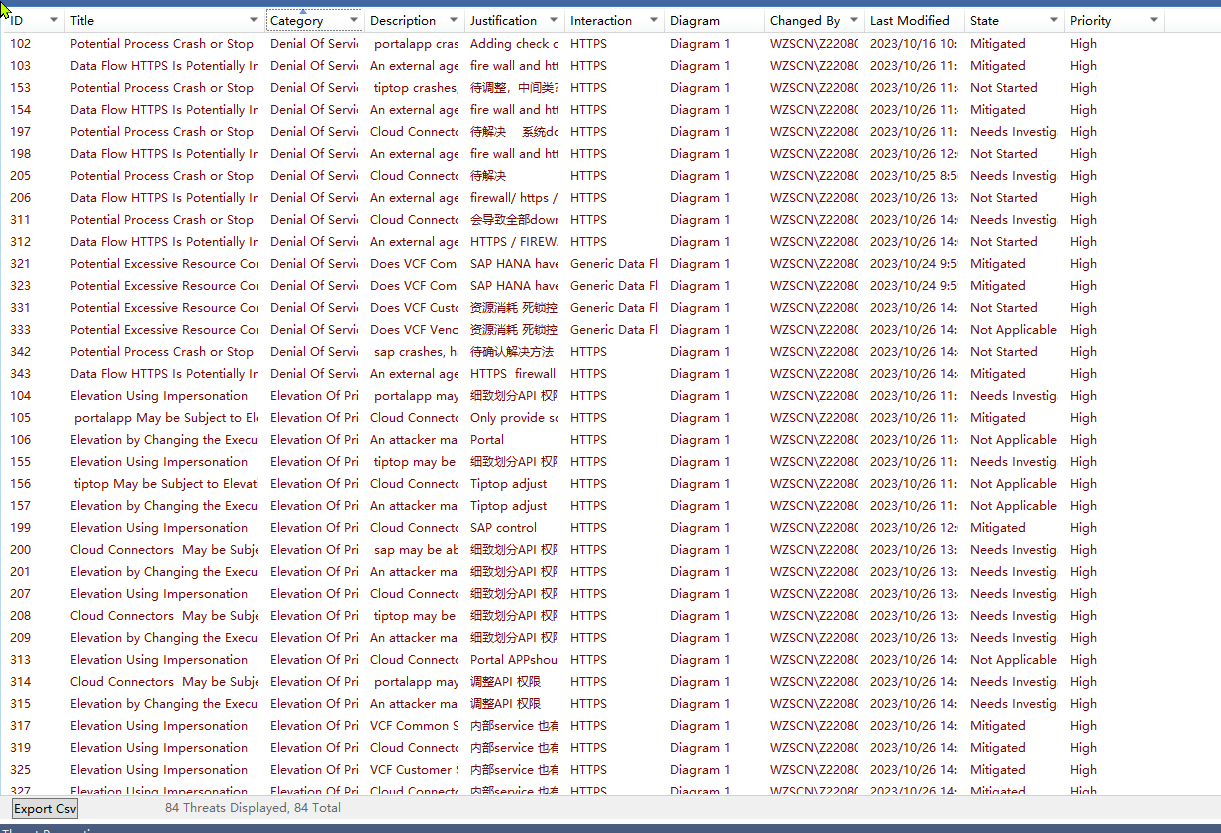 ID Title Category Description Justification Interaction Diagram Changed By Last Modified State Priority
102 Potential Process Crash or Stop Denial Of Servi portalapp cras Adding check c HTTPS Diagram 1 WZSCN\Z2208 2023/10/16 10: Mitigated High
103 Data Flow HTTPS Is Potentially Ir Denial Of Servi An external age fire wall and htt HTTPS Diagram 1 WZSCN\Z2208 2023/10/26 11: Mitigated High
153 Potential Process Crash or Stop Denial Of Servi tiptop crashes, 待调整，中间类 HTTPS Diagram 1 WZSCN\Z2208 2023/10/26 11: Not Started High
154 Data Flow HTTPS Is Potentially Ir Denial Of Servi An external age fire wall and htt HTTPS Diagram 1 WZSCN\Z2208 2023/10/26 11: Mitigated High
197 Potential Process Crash or Stop Denial Of Servi Cloud Connecto 待解决 系统do HTTPS Diagram 1 WZSCN\Z2208 2023/10/26 11: Needs Investig High
198 Data Flow HTTPS Is Potentially Ir Denial Of Servi An external age fire wall and htt HTTPS Diagram 1 WZSCN\Z2208 2023/10/26 12: Not Started High
205 Potential Process Crash or Stop Denial Of Servi Cloud Connecto 待解决 HTTPS Diagram 1 WZSCN\Z2208 2023/10/25 8:5 Needs Investig High
206 Data Flow HTTPS Is Potentially Ir Denial Of Servi An external age firewall/ https / HTTPS Diagram 1 WZSCN\Z2208 2023/10/26 13: Not Started High
311 Potential Process Crash or Stop Denial Of Servi Cloud Connecto 会导致全部down HTTPS Diagram 1 WZSCN\Z2208 2023/10/26 14: Needs Investig High
312 Data Flow HTTPS Is Potentially Ir Denial Of Servi An external age HTTPS / FIREW HTTPS Diagram 1 WZSCN\Z2208 2023/10/26 14: Not Started High
321 Potential Excessive Resource Cor Denial Of Servi Does VCF Com SAP HANA have Generic Data Fl Diagram 1 WZSCN\Z2208 2023/10/24 9:5 Mitigated High
323 Potential Excessive Resource Cor Denial Of Servi Does VCF Com SAP HANA have Generic Data Fl Diagram 1 WZSCN\Z2208 2023/10/24 9:5 Mitigated High
331 Potential Excessive Resource Cor Denial Of Servi Does VCF Custo 资源消耗 死锁控 Generic Data Fl Diagram 1 WZSCN\Z2208 2023/10/26 14: Not Started High
333 Potential Excessive Resource Cor Denial Of Servi Does VCF Venc 资源消耗 死锁控 Generic Data Fl Diagram 1 WZSCN\Z2208 2023/10/26 14: Not Applicable High
342 Potential Process Crash or Stop Denial Of Servi sap crashes, h 待确认解决方法 HTTPS Diagram 1 WZSCN\Z2208 2023/10/26 14: Not Started High
343 Data Flow HTTPS Is Potentially Ir Denial Of Servi An external age HTTPS firewall HTTPS Diagram 1 WZSCN\Z2208 2023/10/26 14: Mitigated High
104 Elevation Using Impersonation Elevation Of Pri portalapp may 细致划分API 权 HTTPS Diagram 1 WZSCN\Z2208 2023/10/26 11: Needs Investig High
105 portalapp May be Subject to Ele Elevation Of Pri Cloud Connecto Only provide sc HTTPS Diagram 1 WZSCN\Z2208 2023/10/26 11: Mitigated High
106 Elevation by Changing the Execu Elevation Of Pri An attacker ma Portal HTTPS Diagram 1 WZSCN\Z2208 2023/10/26 11: Not Applicable High
155 Elevation Using Impersonation Elevation Of Pri tiptop may be 细致划分API 权 HTTPS Diagram 1 WZSCN\Z2208 2023/10/26 11: Needs Investig High
156 tiptop May be Subject to Elevat Elevation Of Pri Cloud Connecto Tiptop adjust HTTPS Diagram 1 WZSCN\Z2208 2023/10/26 11: Not Applicable High
157 Elevation by Changing the Execu Elevation Of Pri An attacker ma Tiptop adjust HTTPS Diagram 1 WZSCN\Z2208 2023/10/26 11: Not Applicable High
199 Elevation Using Impersonation Elevation Of Pri Cloud Connecto SAP control HTTPS Diagram 1 WZSCN\Z2208 2023/10/26 12: Mitigated High
200 Cloud Connectors May be Subje Elevation Of Pri sap may be ab 细致划分API 权 HTTPS Diagram 1 WZSCN\Z2208 2023/10/26 13: Needs Investig High
201 Elevation by Changing the Execu Elevation Of Pri An attacker ma 细致划分API 权 HTTPS Diagram 1 WZSCN\Z2208 2023/10/26 13: Needs Investig High
207 Elevation Using Impersonation Elevation Of Pri Cloud Connecto 细致划分API 权 HTTPS Diagram 1 WZSCN\Z2208 2023/10/26 13: Needs Investig High
208 Cloud Connectors May be Subje Elevation Of Pri tiptop may be 细致划分API 权 HTTPS Diagram 1 WZSCN\Z2208 2023/10/26 13: Needs Investig High
209 Elevation by Changing the Execu Elevation Of Pri An attacker ma 细致划分API 权 HTTPS Diagram 1 WZSCN\Z2208 2023/10/26 13: Needs Investig High
313 Elevation Using Impersonation Elevation Of Pri Cloud Connecto Portal APPshou HTTPS Diagram 1 WZSCN\Z2208 2023/10/26 14: Not Applicable High
314 Cloud Connectors May be Subje Elevation Of Pri portalapp may 调整API 权限 HTTPS Diagram 1 WZSCN\Z2208 2023/10/26 14: Needs Investig High
315 Elevation by Changing the Execu Elevation Of Pri An attacker ma 调整API 权限 HTTPS Diagram 1 WZSCN\Z2208 2023/10/26 14: Needs Investig High
317 Elevation Using Impersonation Elevation Of Pri VCF Common S 内部service 也有 HTTPS Diagram 1 WZSCN\Z2208 2023/10/26 14: Mitigated High
319 Elevation Using Impersonation Elevation Of Pri Cloud Connecto 内部service 也有 HTTPS Diagram 1 WZSCN\Z2208 2023/10/26 14: Mitigated High
325 Elevation Using Impersonation Elevation Of Pri VCF Customer 内部service 也有 HTTPS Diagram 1 WZSCN\Z2208 2023/10/26 14: Mitigated High
327 Elevation Using Impersonation Elevation Of Pri Cloud Connecto 内部service 也有 HTTPS Diagram 1 WZSCN\Z2208 2023/10/26 14: Mitigated High
Export Csv 84 Threats Displayed, 84 Total